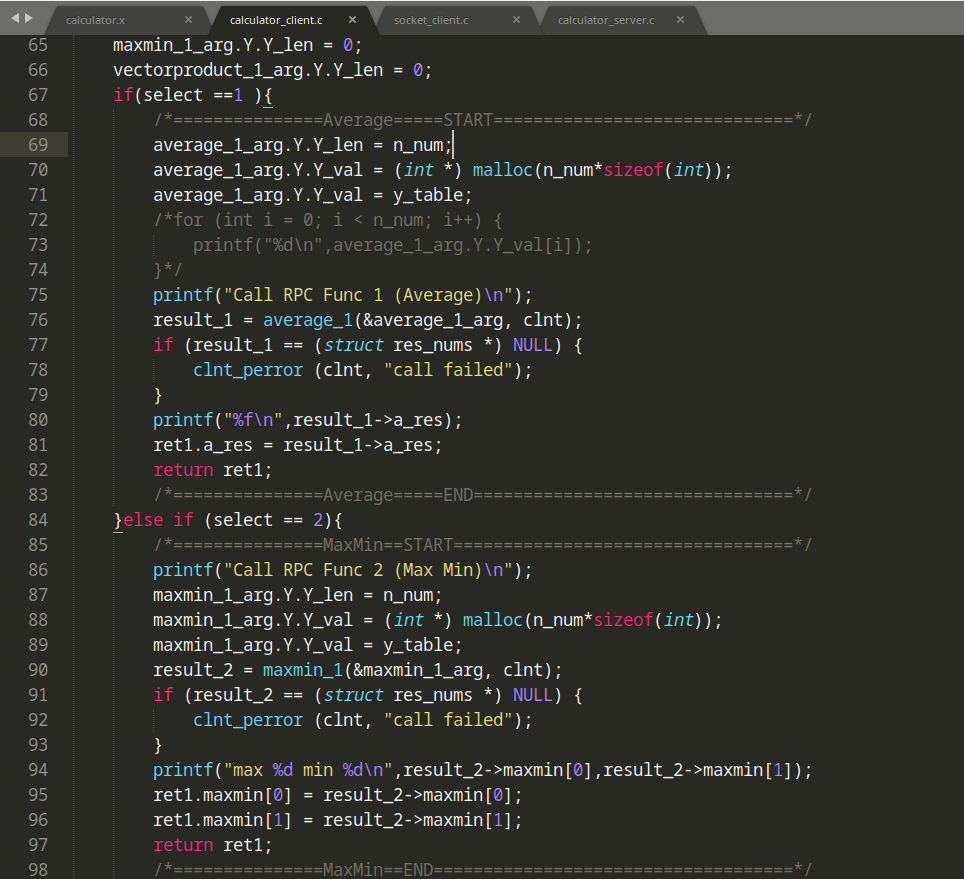 calculator.x × calculator_client.c × socket_client.c × calculator_server.c ×
65 maxmin_1_arg.Y.Y_len = 0;
66 vectorproduct_1_arg.Y.Y_len = 0;
67 if(select ==1 ){
68 /*===============Average=====START==============================*/
69 average_1_arg.Y.Y_len = n_num;
70 average_1_arg.Y.Y_val = (int *) malloc(n_num*sizeof(int));
71 average_1_arg.Y.Y_val = y_table;
72 /*for (int i = 0; i < n_num; i++) {
73 printf("%d\n",average_1_arg.Y.Y_val[i]);
74 }*/
75 printf("Call RPC Func 1 (Average)\n");
76 result_1 = average_1(&average_1_arg, clnt);
77 if (result_1 == (struct res_nums *) NULL) {
78 clnt_perror (clnt, "call failed");
79 }
80 printf("%f\n",result_1->a_res);
81 ret1.a_res = result_1->a_res;
82 return ret1;
83 /*===============Average=====END================================*/
84 }else if (select == 2){
85 /*===============MaxMin==START==================================*/
86 printf("Call RPC Func 2 (Max Min)\n");
87 maxmin_1_arg.Y.Y_len = n_num;
88 maxmin_1_arg.Y.Y_val = (int *) malloc(n_num*sizeof(int));
89 maxmin_1_arg.Y.Y_val = y_table;
90 result_2 = maxmin_1(&maxmin_1_arg, clnt);
91 if (result_2 == (struct res_nums *) NULL) {
92 clnt_perror (clnt, "call failed");
93 }
94 printf("max %d min %d\n",result_2->maxmin[0],result_2->maxmin[1]);
95 ret1.maxmin[0] = result_2->maxmin[0];
96 ret1.maxmin[1] = result_2->maxmin[1];
97 return ret1;
98 /*===============MaxMin==END====================================*/